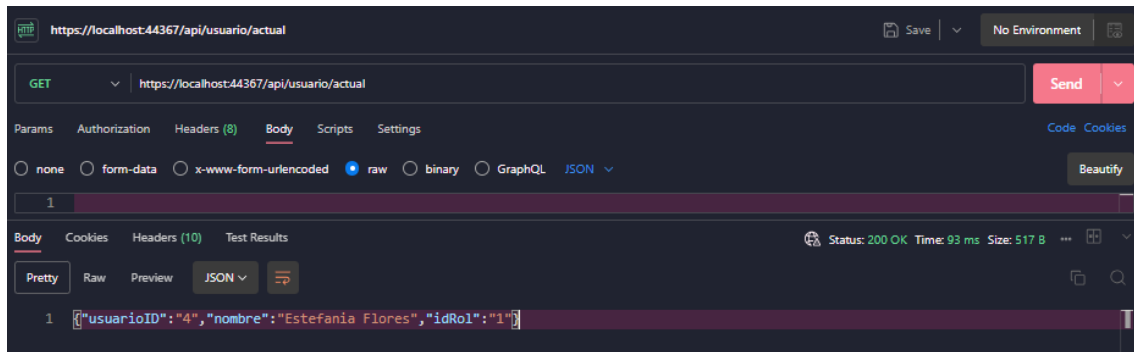 HTTP https://localhost:44367/api/usuario/actual Save No Environment
GET https://localhost:44367/api/usuario/actual Send
Params Authorization Headers (8) Body Scripts Settings Code Cookies
none form-data x-www-form-urlencoded raw binary GraphQL JSON Beautify
1
Body Cookies Headers (10) Test Results Status: 200 OK Time: 93 ms Size: 517 B
Pretty Raw Preview JSON
1 {"usuarioID":"4","nombre":"Estefania Flores","idRol":"1"}